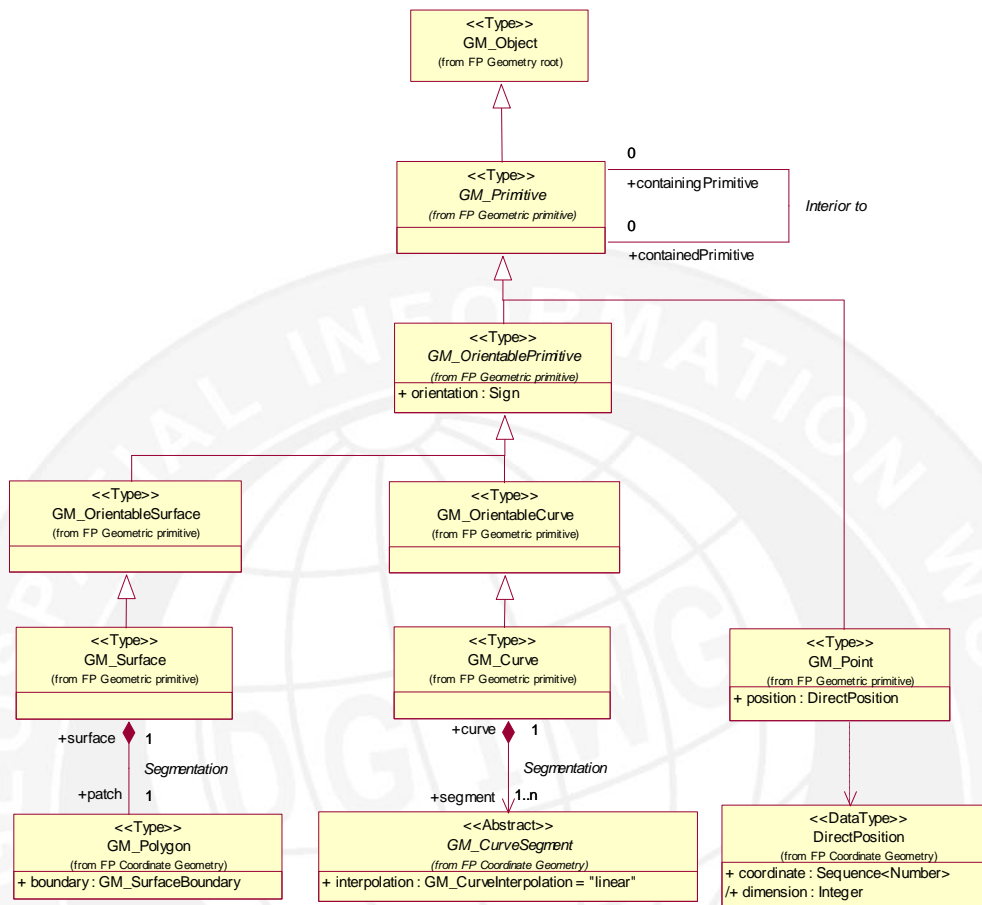 <<Type>>
GM_Object
(from FP Geometry root)
<<Type>>
GM_Primitive
(from FP Geometric primitive)
0
+containingPrimitive
Interior to
0
+containedPrimitive
<<Type>>
GM_OrientablePrimitive
(from FP Geometric primitive)
+ orientation : Sign
<<Type>>
GM_OrientableSurface
(from FP Geometric primitive)
<<Type>>
GM_OrientableCurve
(from FP Geometric primitive)
<<Type>>
GM_Surface
(from FP Geometric primitive)
<<Type>>
GM_Curve
(from FP Geometric primitive)
<<Type>>
GM_Point
(from FP Geometric primitive)
+ position : DirectPosition
+surface 1
Segmentation
+patch 1
+curve 1
Segmentation
+segment 1..n
<<Type>>
GM_Polygon
(from FP Coordinate Geometry)
+ boundary : GM_SurfaceBoundary
<<Abstract>>
GM_CurveSegment
(from FP Coordinate Geometry)
+ interpolation : GM_CurveInterpolation = "linear"
<<DataType>>
DirectPosition
(from FP Coordinate Geometry)
+ coordinate : Sequence<Number>
/+ dimension : Integer
INFORMATION
DGIWG